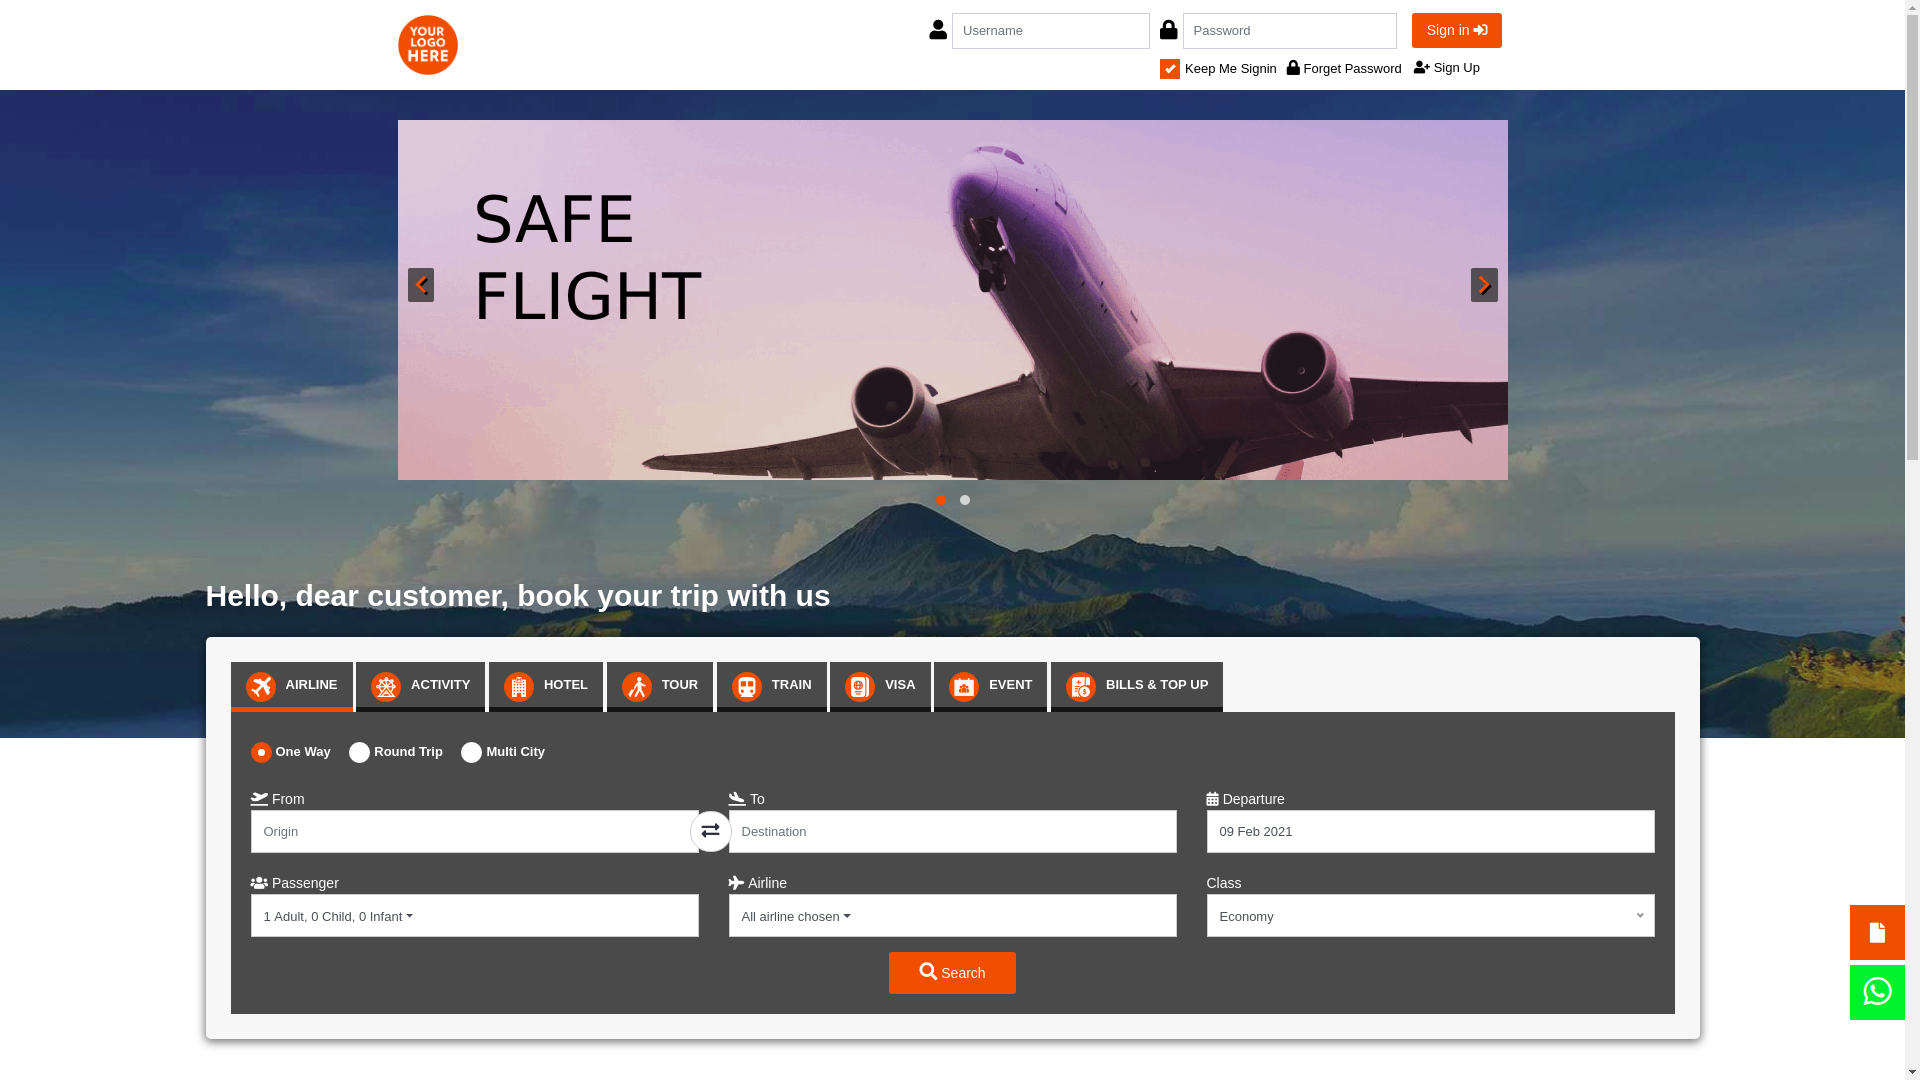 YOUR
LOGO
HERE
Username
Password
Sign in
Keep Me Signin
Forget Password
Sign Up
SAFE
FLIGHT
Hello, dear customer, book your trip with us
AIRLINE
ACTIVITY
HOTEL
TOUR
TRAIN
VISA
EVENT
BILLS & TOP UP
One Way
Round Trip
Multi City
From
To
Departure
Origin
Destination
09 Feb 2021
Passenger
Airline
Class
1 Adult, 0 Child, 0 Infant
All airline chosen
Economy
Search